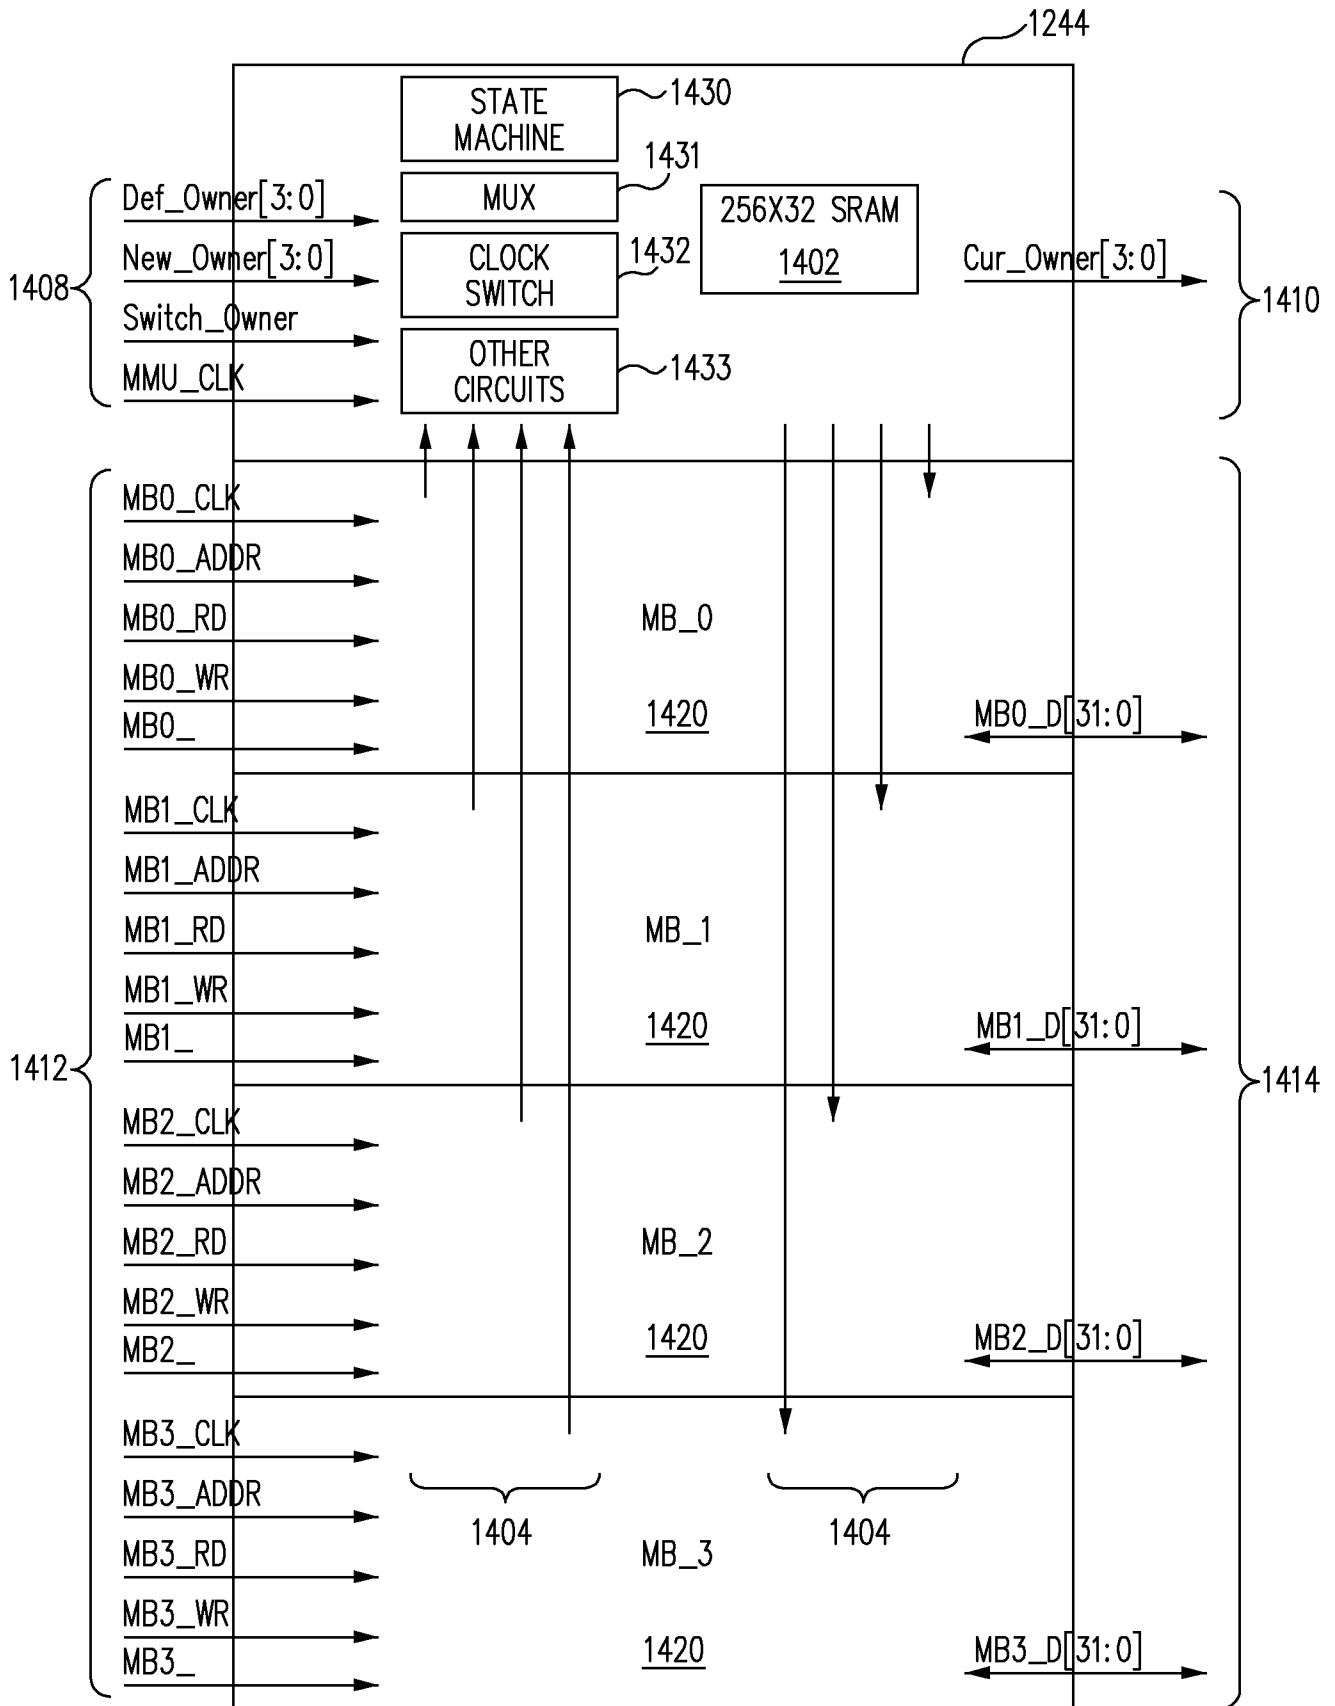 1244
STATE
MACHINE
1430
MUX
1431
CLOCK
SWITCH
1432
OTHER
CIRCUITS
1433
256X32 SRAM
1402
1408
Def_Owner[3:0]
New_Owner[3:0]
Switch_Owner
MMU_CLK
Cur_Owner[3:0]
1410
1412
MB0_CLK
MB0_ADDR
MB0_RD
MB0_WR
MB0_
MB_0
1420
MB0_D[31:0]
MB1_CLK
MB1_ADDR
MB1_RD
MB1_WR
MB1_
MB_1
1420
MB1_D[31:0]
1414
MB2_CLK
MB2_ADDR
MB2_RD
MB2_WR
MB2_
MB_2
1420
MB2_D[31:0]
MB3_CLK
MB3_ADDR
MB3_RD
MB3_WR
MB3_
1404
1404
MB_3
1420
MB3_D[31:0]